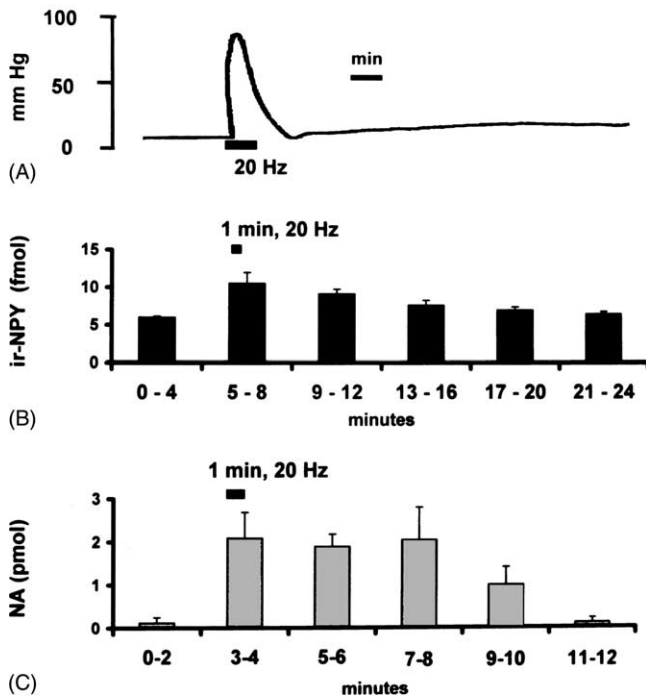 100
50
0
mm Hg
min
20 Hz
(A)
1 min, 20 Hz
15
10
5
0
ir-NPY (fmol)
0 - 4 5 - 8 9 - 12 13 - 16 17 - 20 21 - 24
minutes
(B)
1 min, 20 Hz
3
2
1
0
NA (pmol)
0-2 3-4 5-6 7-8 9-10 11-12
minutes
(C)